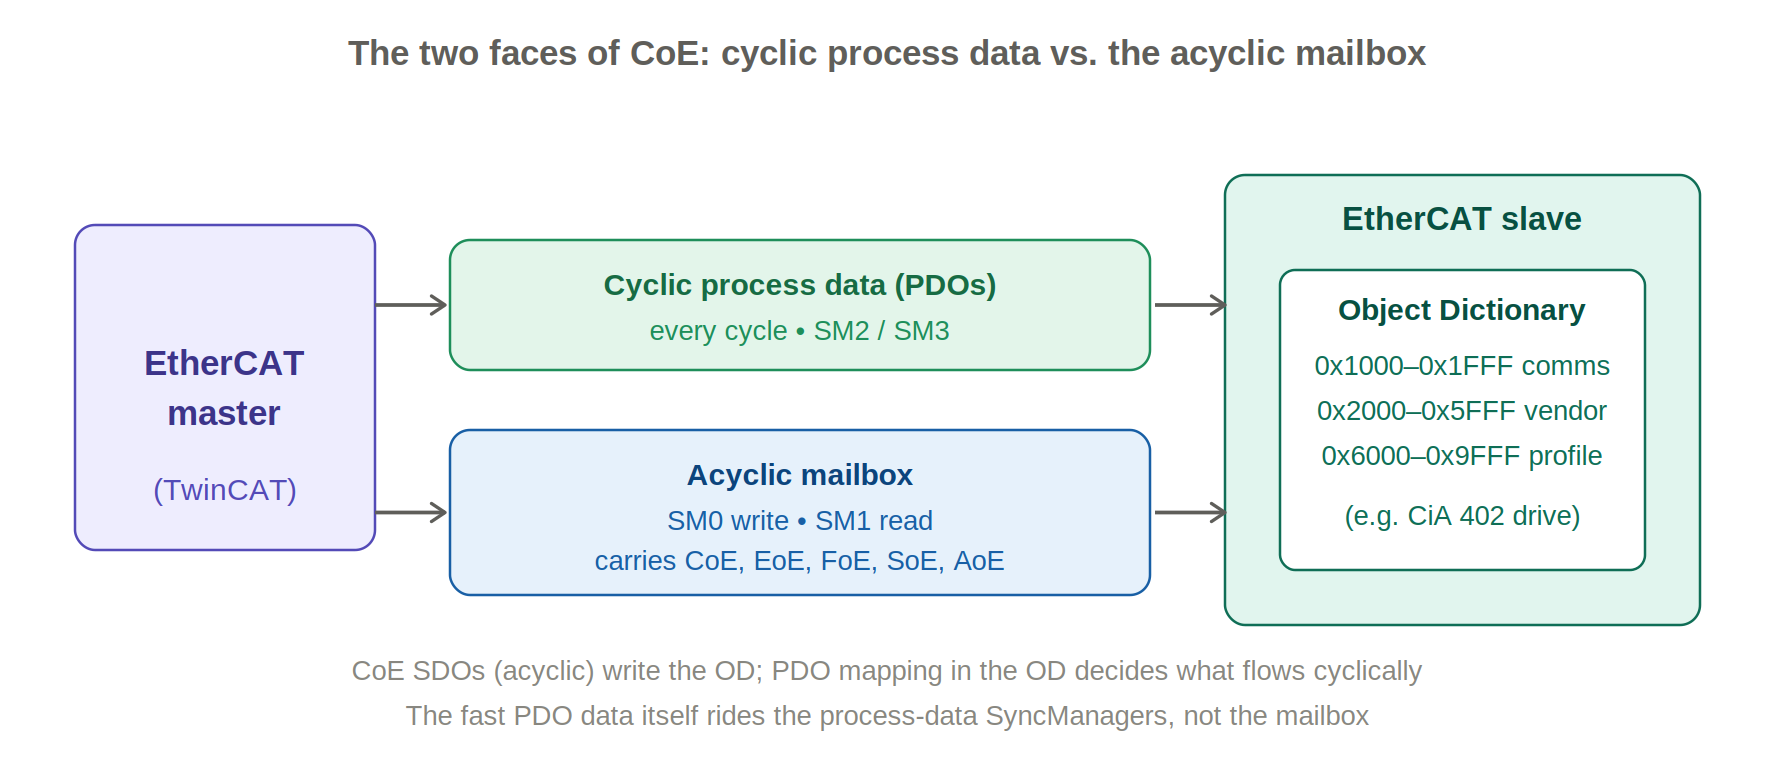 The two faces of CoE: cyclic process data vs. the acyclic mailbox
EtherCAT
master
(TwinCAT)
Cyclic process data (PDOs)
every cycle • SM2 / SM3
Acyclic mailbox
SM0 write • SM1 read
carries CoE, EoE, FoE, SoE, AoE
EtherCAT slave
Object Dictionary
0x1000–0x1FFF comms
0x2000–0x5FFF vendor
0x6000–0x9FFF profile
(e.g. CiA 402 drive)
CoE SDOs (acyclic) write the OD; PDO mapping in the OD decides what flows cyclically
The fast PDO data itself rides the process-data SyncManagers, not the mailbox